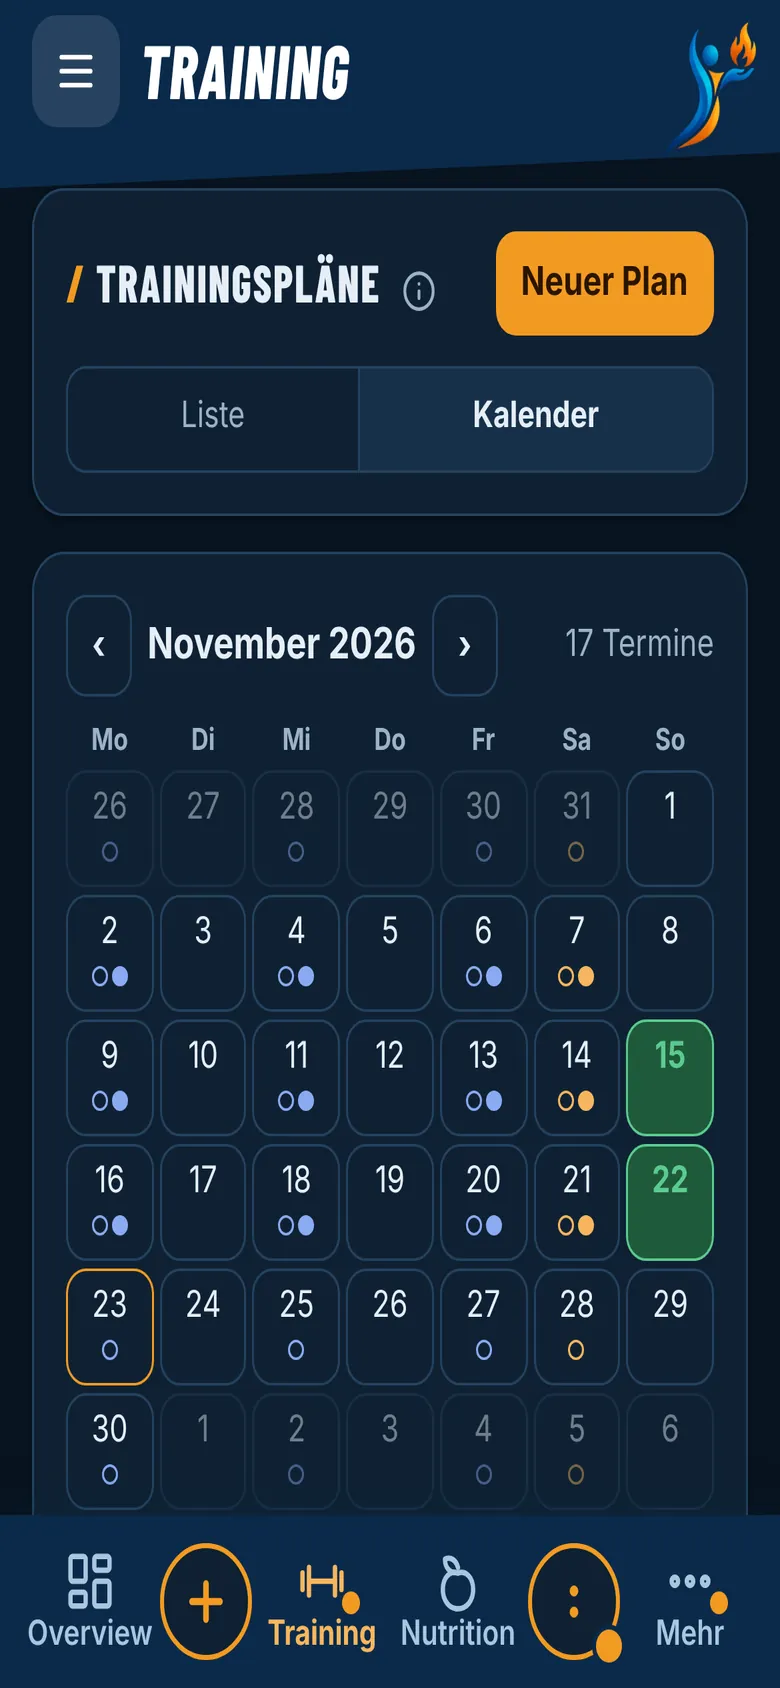 TRAINING
/ TRAININGSPLÄNE
Neuer Plan
Liste Kalender
‹ November 2026 › 17 Termine
Mo Di Mi Do Fr Sa So
26 27 28 29 30 31 1
2 3 4 5 6 7 8
9 10 11 12 13 14 15
16 17 18 19 20 21 22
23 24 25 26 27 28 29
30 1 2 3 4 5 6
Overview Training Nutrition Mehr